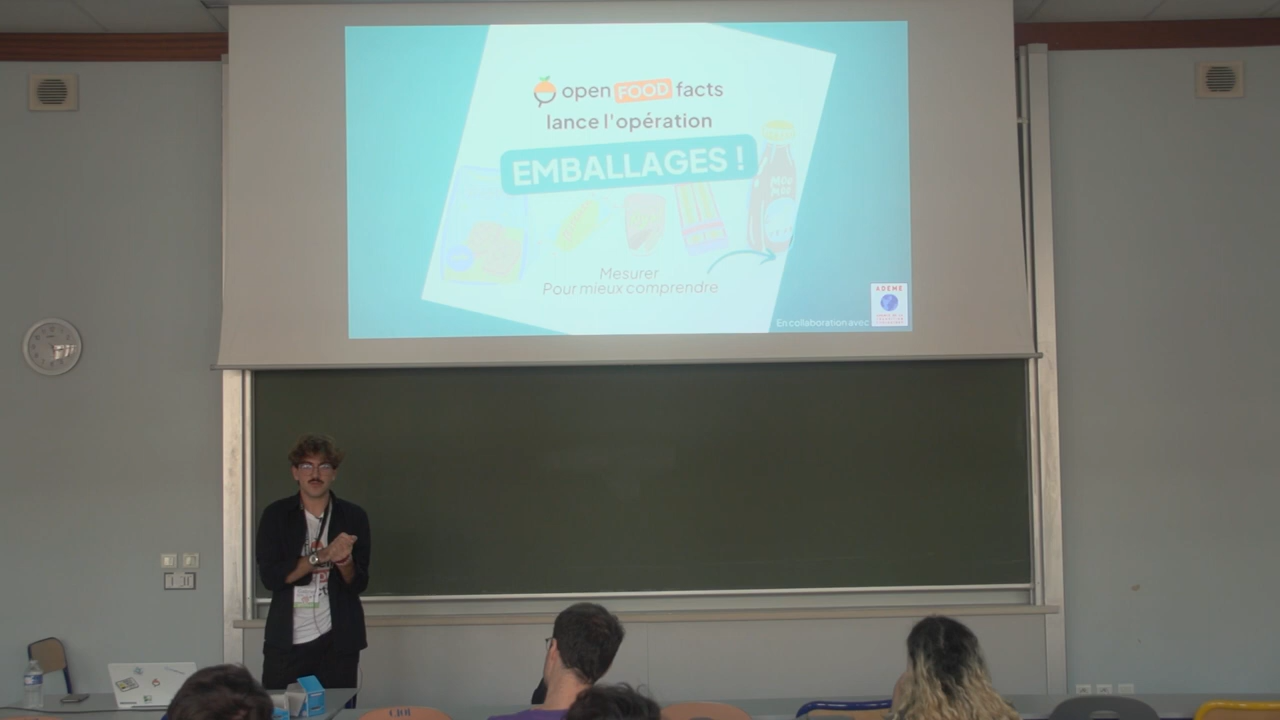 open FOOD facts
lance l'opération
EMBALLAGES !
Mesurer
Pour mieux comprendre
En collaboration avec
ADEME